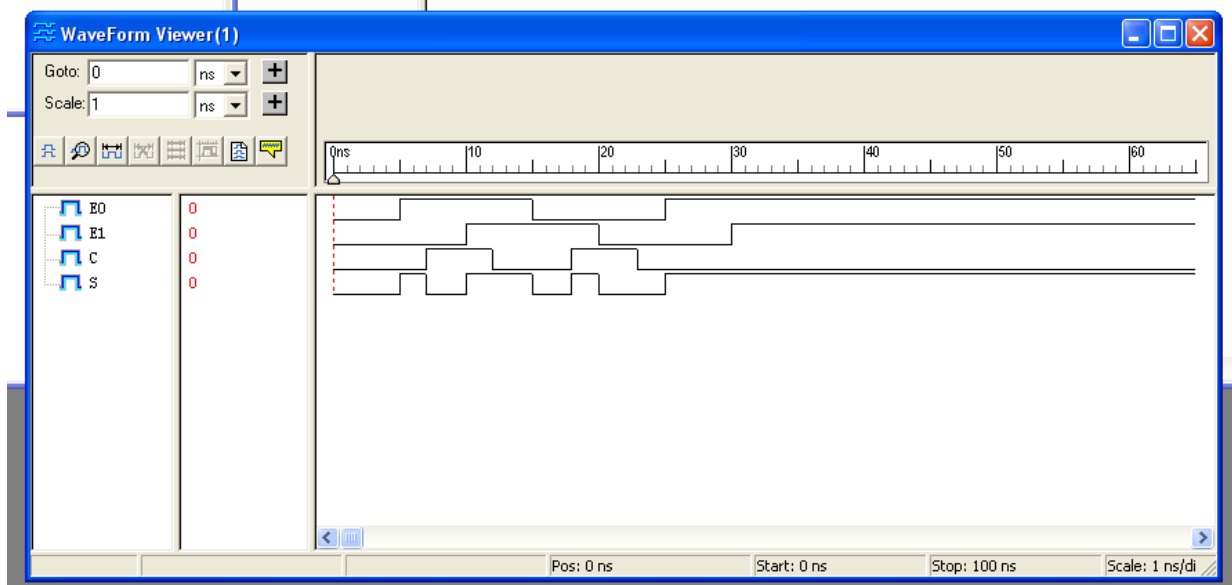 WaveForm Viewer(1)
Goto: 0 ns
Scale: 1 ns
0ns 10 20 30 40 50 60
E0 0
E1 0
C 0
S 0
Pos: 0 ns Start: 0 ns Stop: 100 ns Scale: 1 ns/di